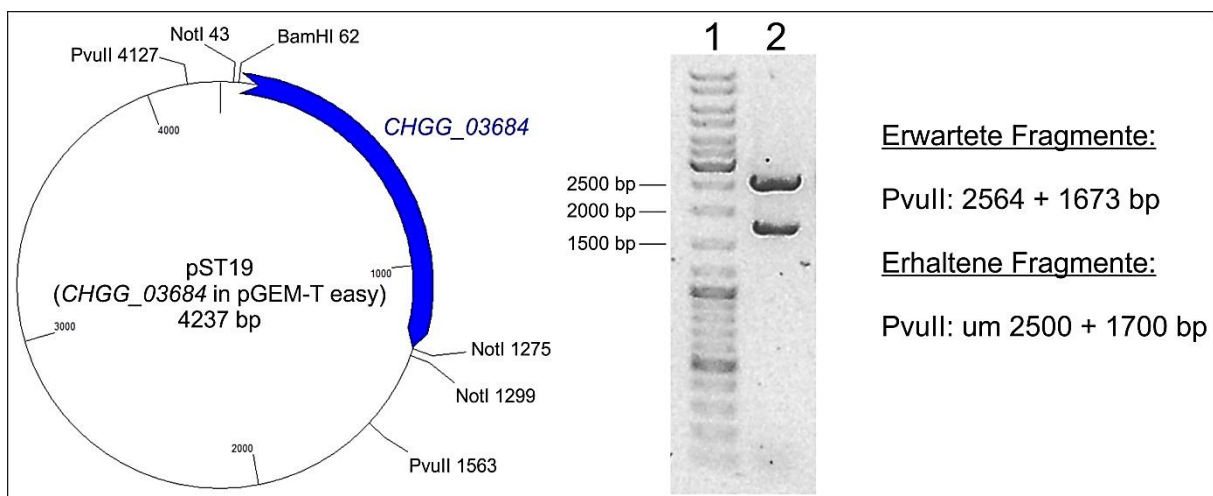 NotI 43
BamHI 62
PvuII 4127
4000
CHGG_03684
1000
pST19
(CHGG_03684 in pGEM-T easy)
4237 bp
3000
NotI 1275
NotI 1299
2000
PvuII 1563
1 2
2500 bp
2000 bp
1500 bp
Erwartete Fragmente:
PvuII: 2564 + 1673 bp
Erhaltene Fragmente:
PvuII: um 2500 + 1700 bp